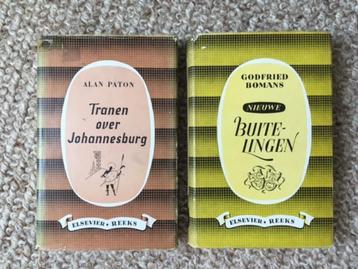 ALAN PATON
Tranen
over
Johannesburg
ELSEVIER • REEKS
GODFRIED
BOMANS
NIEUWE
BUITE-
LINGEN
ELSEVIER • REEKS